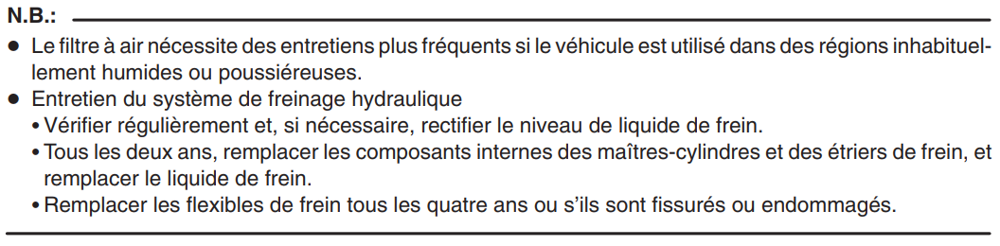 N.B.:
● Le filtre à air nécessite des entretiens plus fréquents si le véhicule est utilisé dans des régions inhabituel-
lement humides ou poussiéreuses.
● Entretien du système de freinage hydraulique
• Vérifier régulièrement et, si nécessaire, rectifier le niveau de liquide de frein.
• Tous les deux ans, remplacer les composants internes des maîtres-cylindres et des étriers de frein, et
remplacer le liquide de frein.
• Remplacer les flexibles de frein tous les quatre ans ou s’ils sont fissurés ou endommagés.